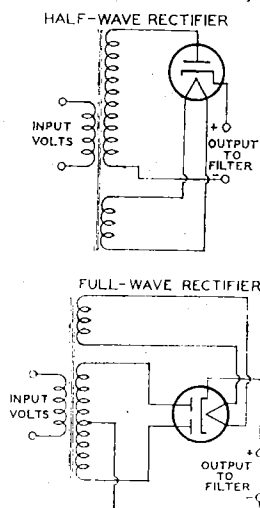 HALF-WAVE RECTIFIER
INPUT
VOLTS
+
OUTPUT
TO
FILTER
-
FULL-WAVE RECTIFIER
INPUT
VOLTS
+
OUTPUT
TO
FILTER
-